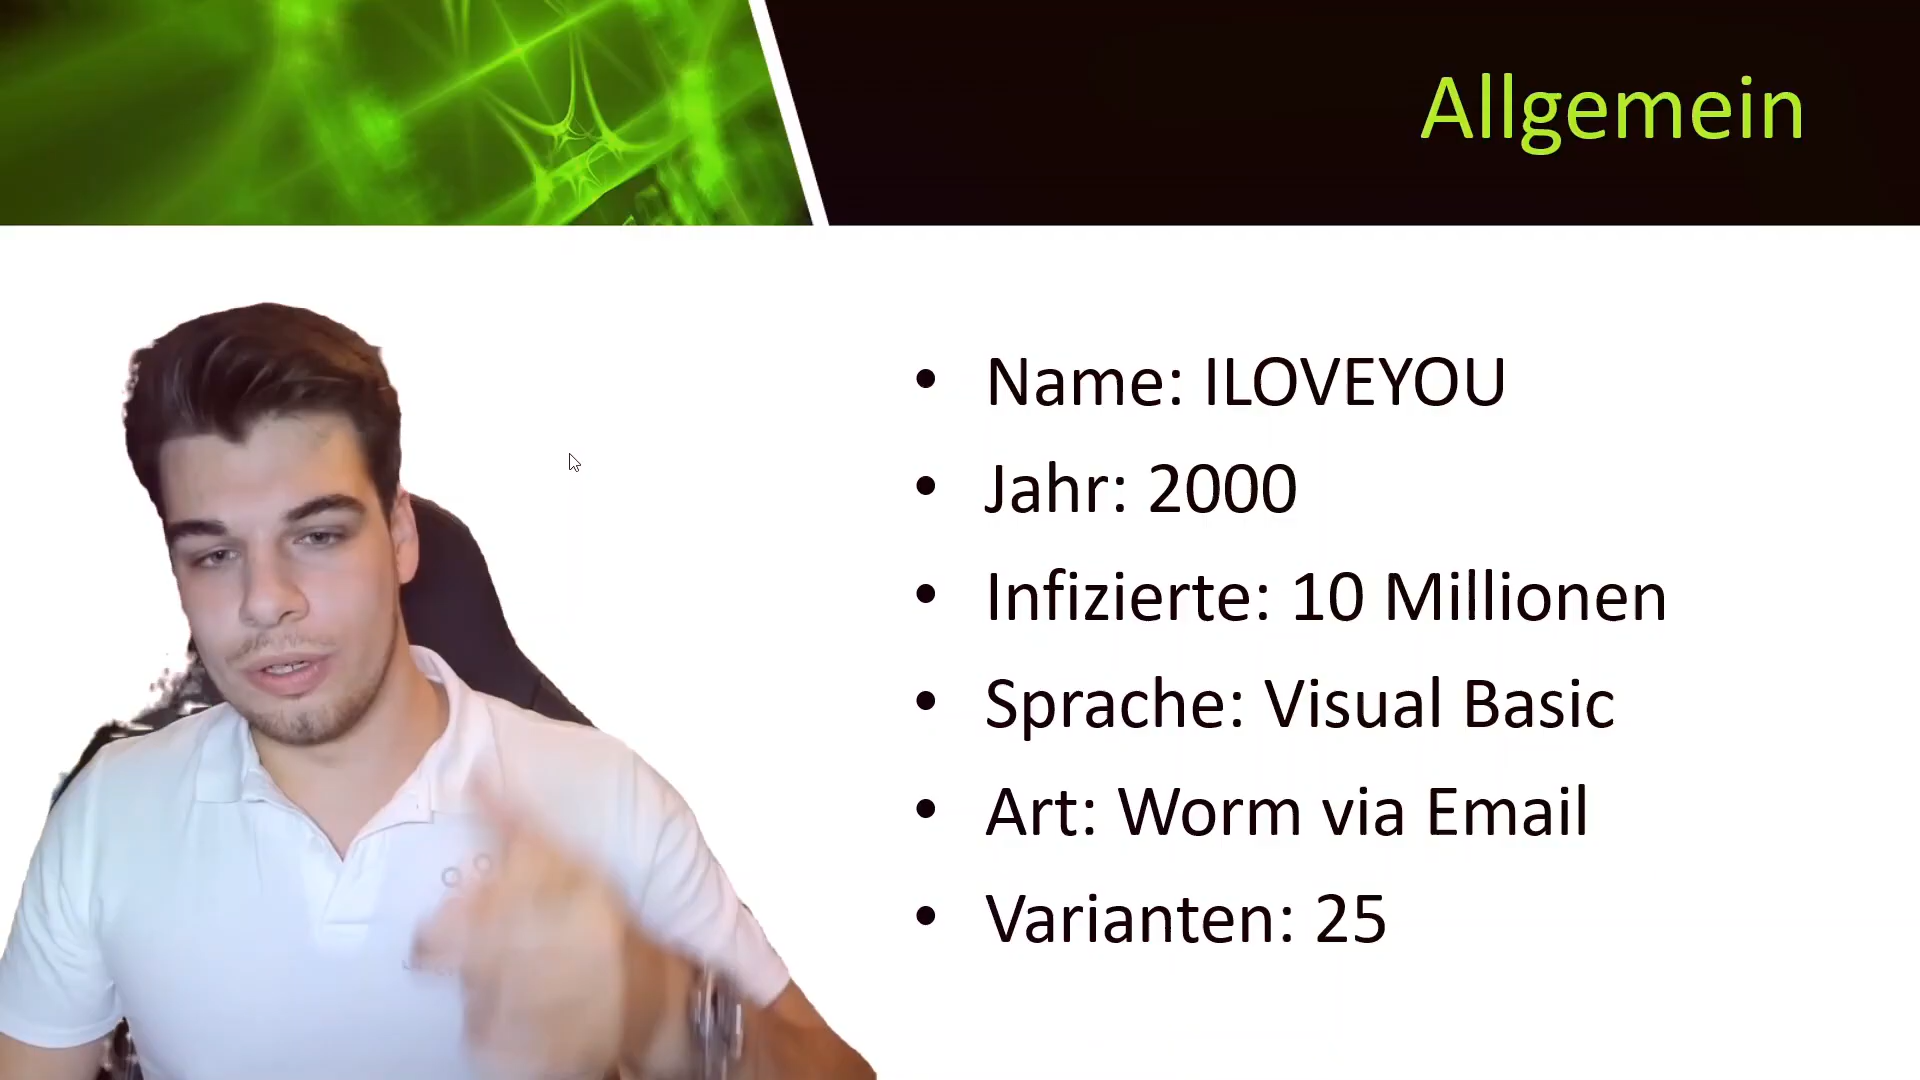 Allgemein
• Name: ILOVEYOU
• Jahr: 2000
• Infizierte: 10 Millionen
• Sprache: Visual Basic
• Art: Worm via Email
• Varianten: 25